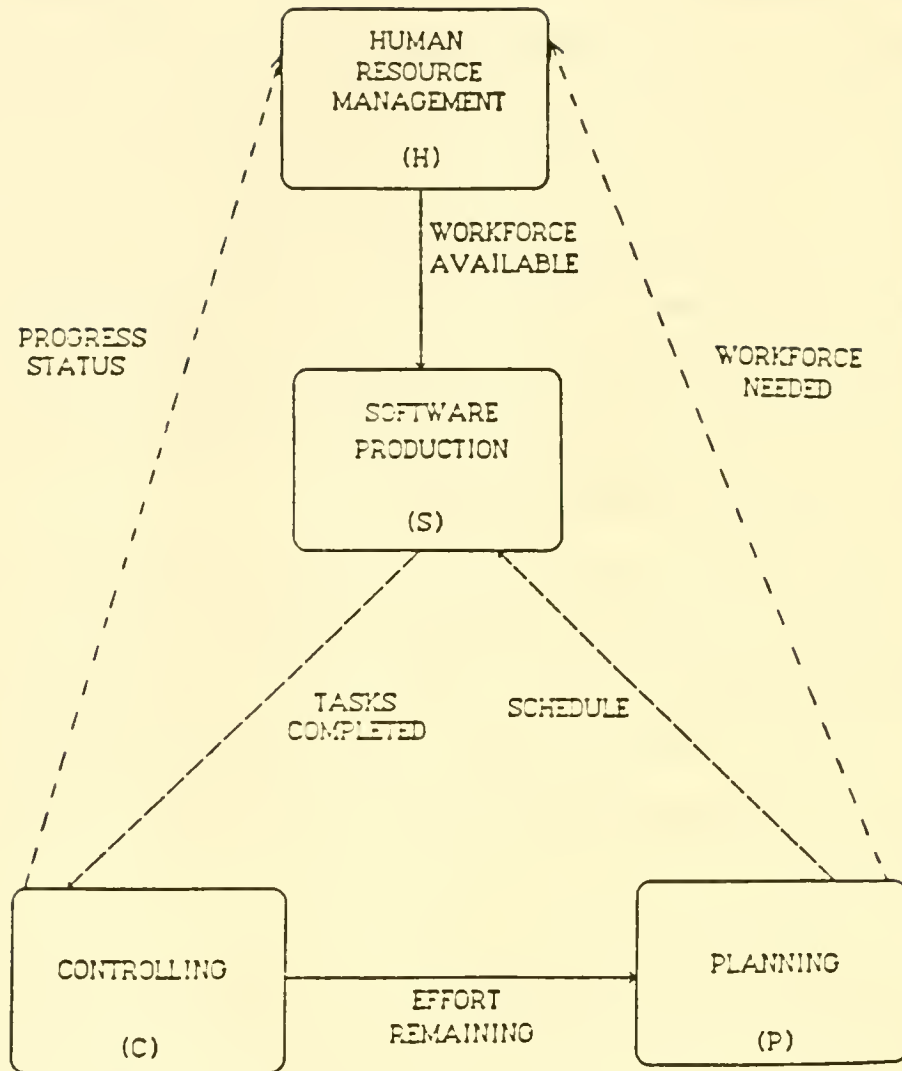 HUMAN
RESOURCE
MANAGEMENT
(H)
WORKFORCE
AVAILABLE
PROGRESS
STATUS
WORKFORCE
NEEDED
SOFTWARE
PRODUCTION
(S)
TASKS
COMPLETED
SCHEDULE
CONTROLLING
(C)
EFFORT
REMAINING
PLANNING
(P)